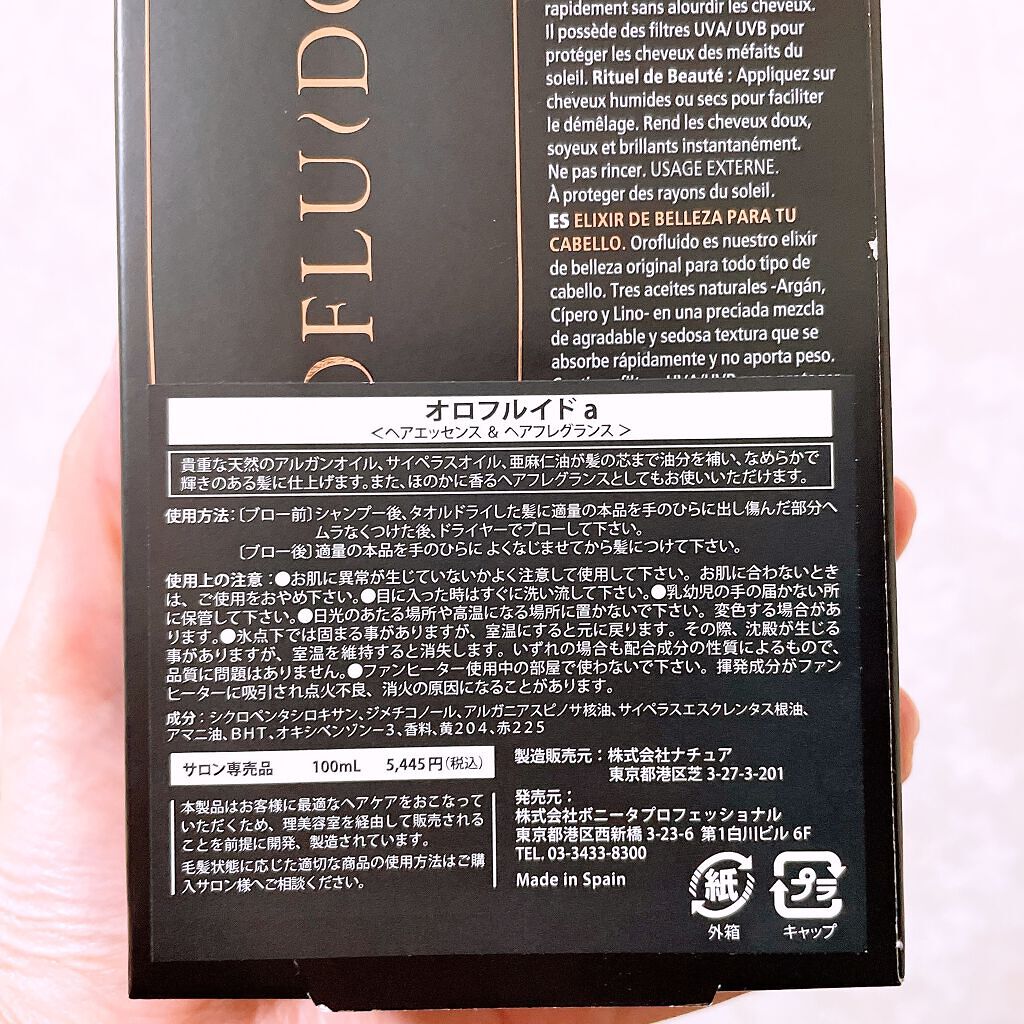 OFLUIDO
rapidement sans alourdir les cheveux.
Il possède des filtres UVA/ UVB pour
protéger les cheveux des méfaits du
soleil. Rituel de Beauté : Appliquez sur
cheveux humides ou secs pour faciliter
le démêlage. Rend les cheveux doux,
soyeux et brillants instantanément.
Ne pas rincer. USAGE EXTERNE.
À proteger des rayons du soleil.
ES ELIXIR DE BELLEZA PARA TU
CABELLO. Orofluido es nuestro elixir
de belleza original para todo tipo de
cabello. Tres aceites naturales -Argán,
Cípero y Lino- en una preciada mezcla
de agradable y sedosa textura que se
absorbe rápidamente y no aporta peso.
オロフルイド a
＜ヘアエッセンス & ヘアフレグランス＞
貴重な天然のアルガンオイル、サイペラスオイル、亜麻仁油が髪の芯まで油分を補い、なめらかで
輝きのある髪に仕上げます。また、ほのかに香るヘアフレグランスとしてもお使いいただけます。
使用方法：〔ブロー前〕シャンプー後、タオルドライした髪に適量の本品を手のひらに出し傷んだ部分へ
ムラなくつけた後、ドライヤーでブローして下さい。
〔ブロー後〕適量の本品を手のひらに よくなじませてから髪につけて下さい。
使用上の注意：●お肌に異常が生じていないかよく注意して使用して下さい。お肌に合わないとき
は、ご使用をおやめ下さい。●目に入った時はすぐに洗い流して下さい。●乳幼児の手の届かない所
に保管して下さい。●日光のあたる場所や高温になる場所に置かないで下さい。変色する場合があ
ります。●氷点下では固まる事がありますが、室温にすると元に戻ります。その際、沈殿が生じる
事がありますが、室温を維持すると消失します。いずれの場合も配合成分の性質によるもので、
品質に問題はありません。●ファンヒーター使用中の部屋で使わないで下さい。揮発成分がファン
ヒーターに吸引され点火不良、消火の原因になることがあります。
成分：シクロペンタシロキサン、ジメチコノール、アルガニアスピノサ核油、サイペラスエスクレンタス根油、
アマニ油、BHT、オキシベンゾン-3、香料、黄204、赤225
サロン専売品 100mL 5,445円(税込)
本製品はお客様に最適なヘアケアをおこなって
いただくため、理美容室を経由して販売される
ことを前提に開発、製造されています。
毛髪状態に応じた適切な商品の使用方法はご購
入サロン様へご相談ください。
製造販売元：株式会社ナチュア
東京都港区芝 3-27-3-201
発売元：
株式会社ボニータプロフェッショナル
東京都港区西新橋 3-23-6 第1白川ビル 6F
TEL. 03-3433-8300
Made in Spain
紙
外箱
プラ
キャップ